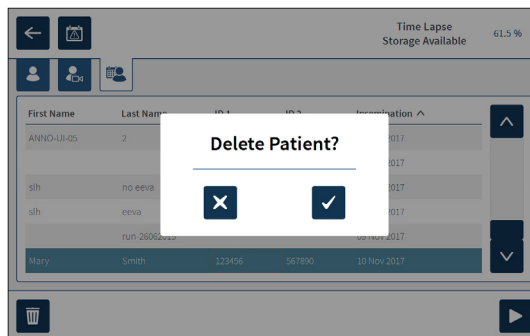 Time Lapse
Storage Available 61.5 %
First Name Last Name ID 1 ID 2 Insemination
ANNO-UI-05 2 2017
2017
slh no eeva 2017
slh eeva 2017
run-26062015 09 Nov 2017
Mary Smith 123456 567890 10 Nov 2017
Delete Patient?